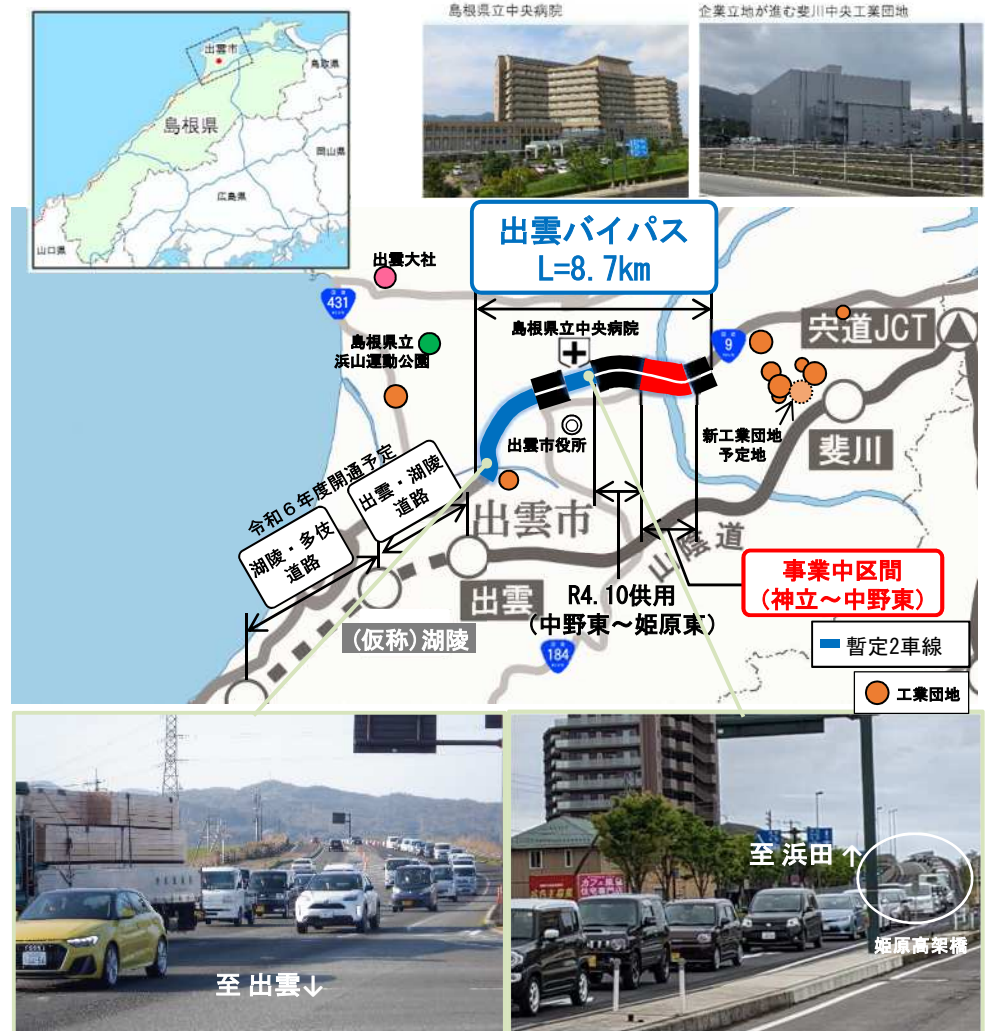 島根県立中央病院
企業立地が進む斐川中央工業団地
出雲市
鳥取県
島根県
岡山県
広島県
山口県
出雲バイパス
L=8.7km
出雲大社
国道
431
島根県立
浜山運動公園
島根県立中央病院
国道
9
宍道JCT
新工業団地
予定地
斐川
出雲市役所
令和6年度開通予定
出雲・湖陵
道路
湖陵・多伎
道路
出雲市
山陰道
出雲
(仮称)湖陵
R4.10供用
(中野東~姫原東)
事業中区間
(神立~中野東)
184
暫定2車線
工業団地
至 出雲↓
至 浜田↑
姫原高架橋